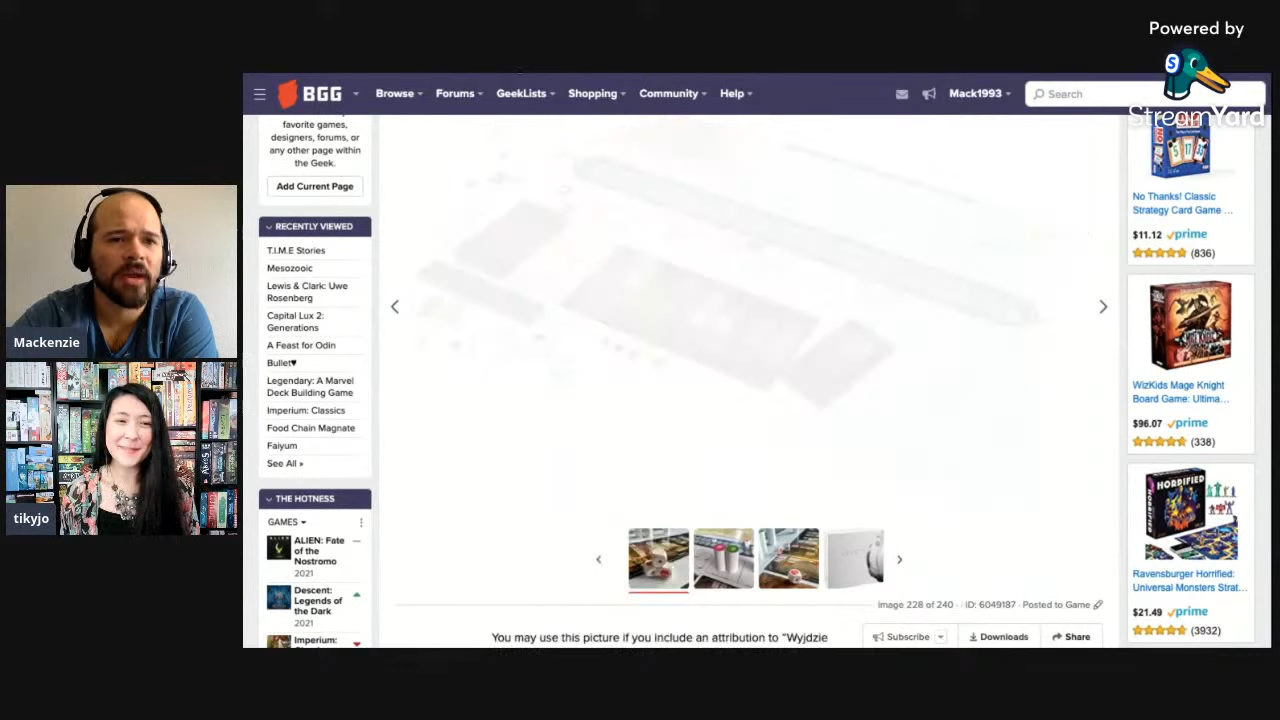 Powered by
StreamYard
BGG
Browse
Forums
GeekLists
Shopping
Community
Help
Mack1993
Search
favorite games,
designers, forums, or
any other page within
the Geek.
Add Current Page
RECENTLY VIEWED
T.I.M.E Stories
Mesozooic
Lewis & Clark: Uwe
Rosenberg
Capital Lux 2:
Generations
A Feast for Odin
Bullet♥
Legendary: A Marvel
Deck Building Game
Imperium: Classics
Food Chain Magnate
Faiyum
See All »
THE HOTNESS
GAMES
ALIEN: Fate
of the
Nostromo
2021
Descent:
Legends of
the Dark
2021
Imperium:
Mackenzie
tikyjo
Image 228 of 240 · · ID: 6049187 · Posted to Game
You may use this picture if you include an attribution to "Wyjdzie
Subscribe
Downloads
Share
No Thanks! Classic
Strategy Card Game ...
$11.12 prime
(836)
WizKids Mage Knight
Board Game: Ultima...
$96.07 prime
(338)
HORRIFIED
Ravensburger Horrified:
Universal Monsters Strat...
$21.49 prime
(3932)